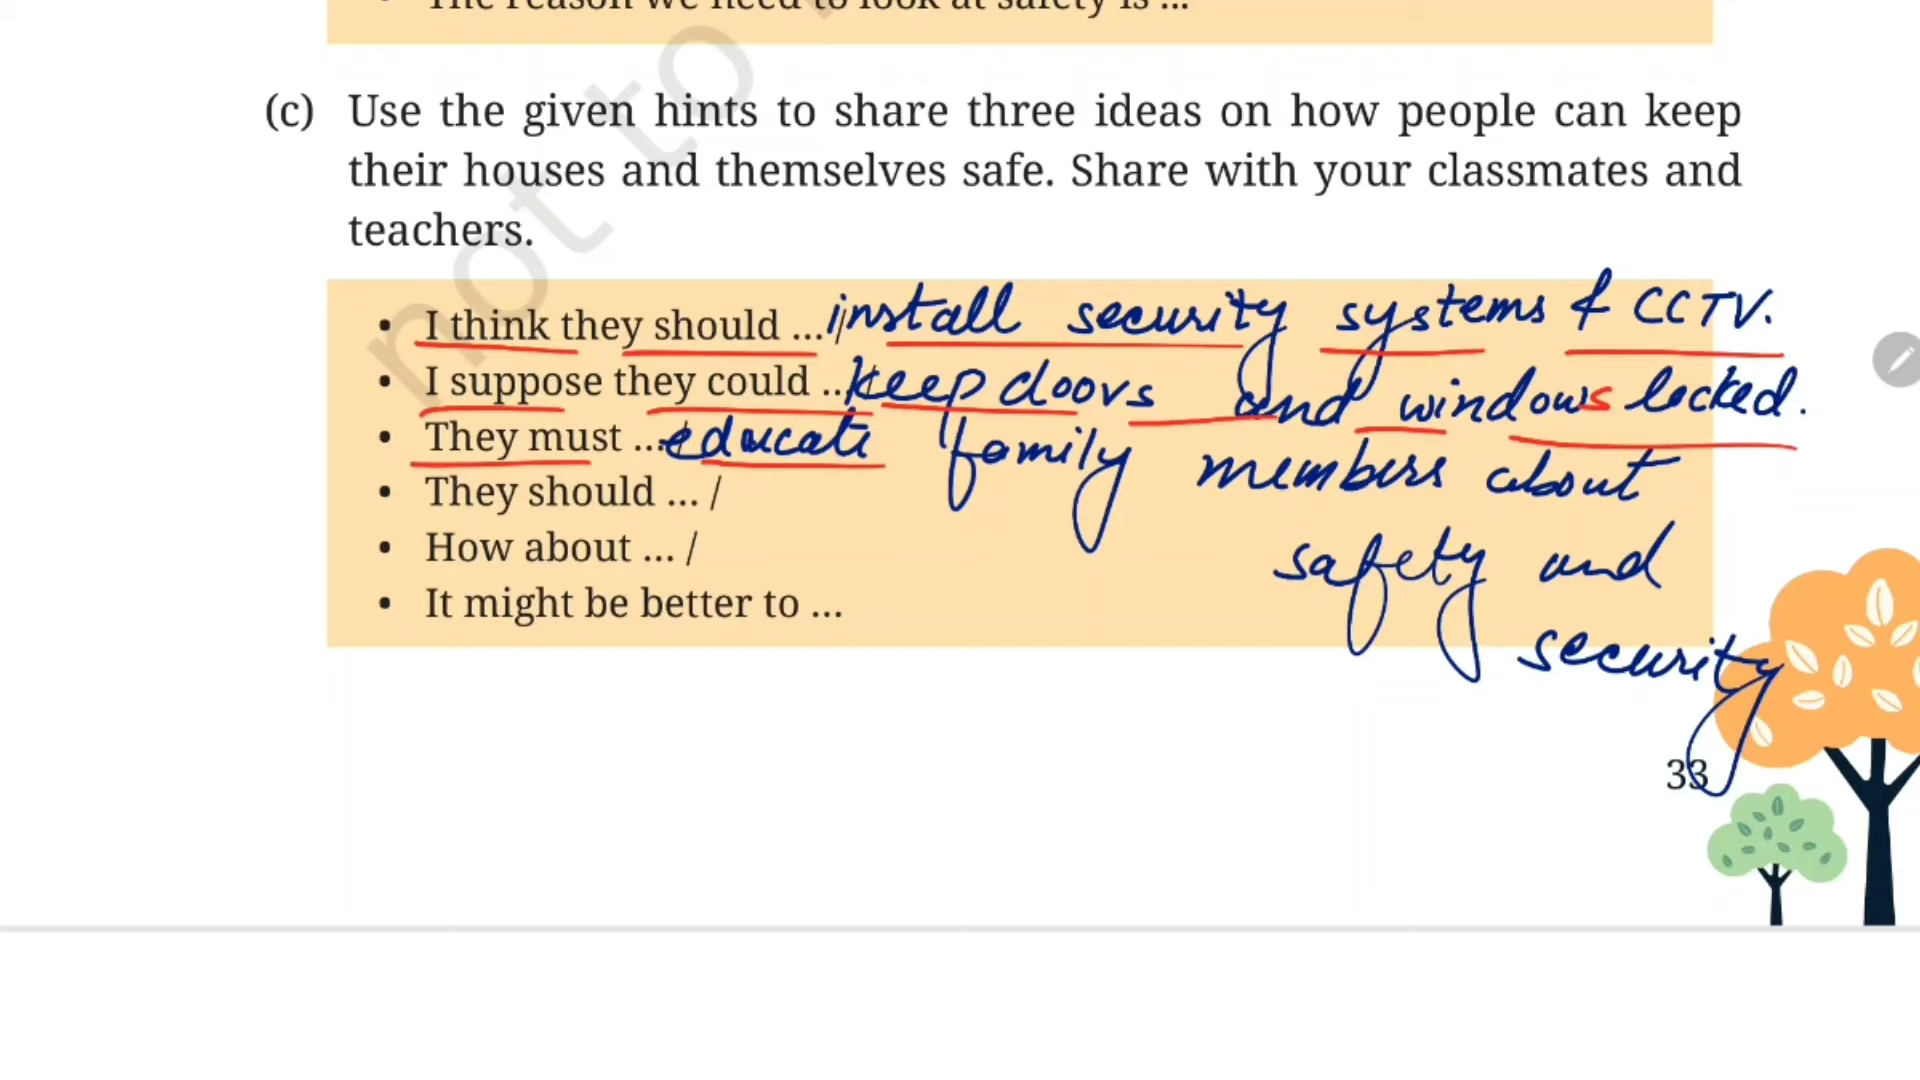 • The reason we need to look at safety is ...
(c) Use the given hints to share three ideas on how people can keep
their houses and themselves safe. Share with your classmates and
teachers.
• I think they should ... / install security systems & CCTV.
• I suppose they could ... keep doors and windows locked.
• They must ... educate family members about
safety and
security
• They should ... /
• How about ... /
• It might be better to ...
33
not to